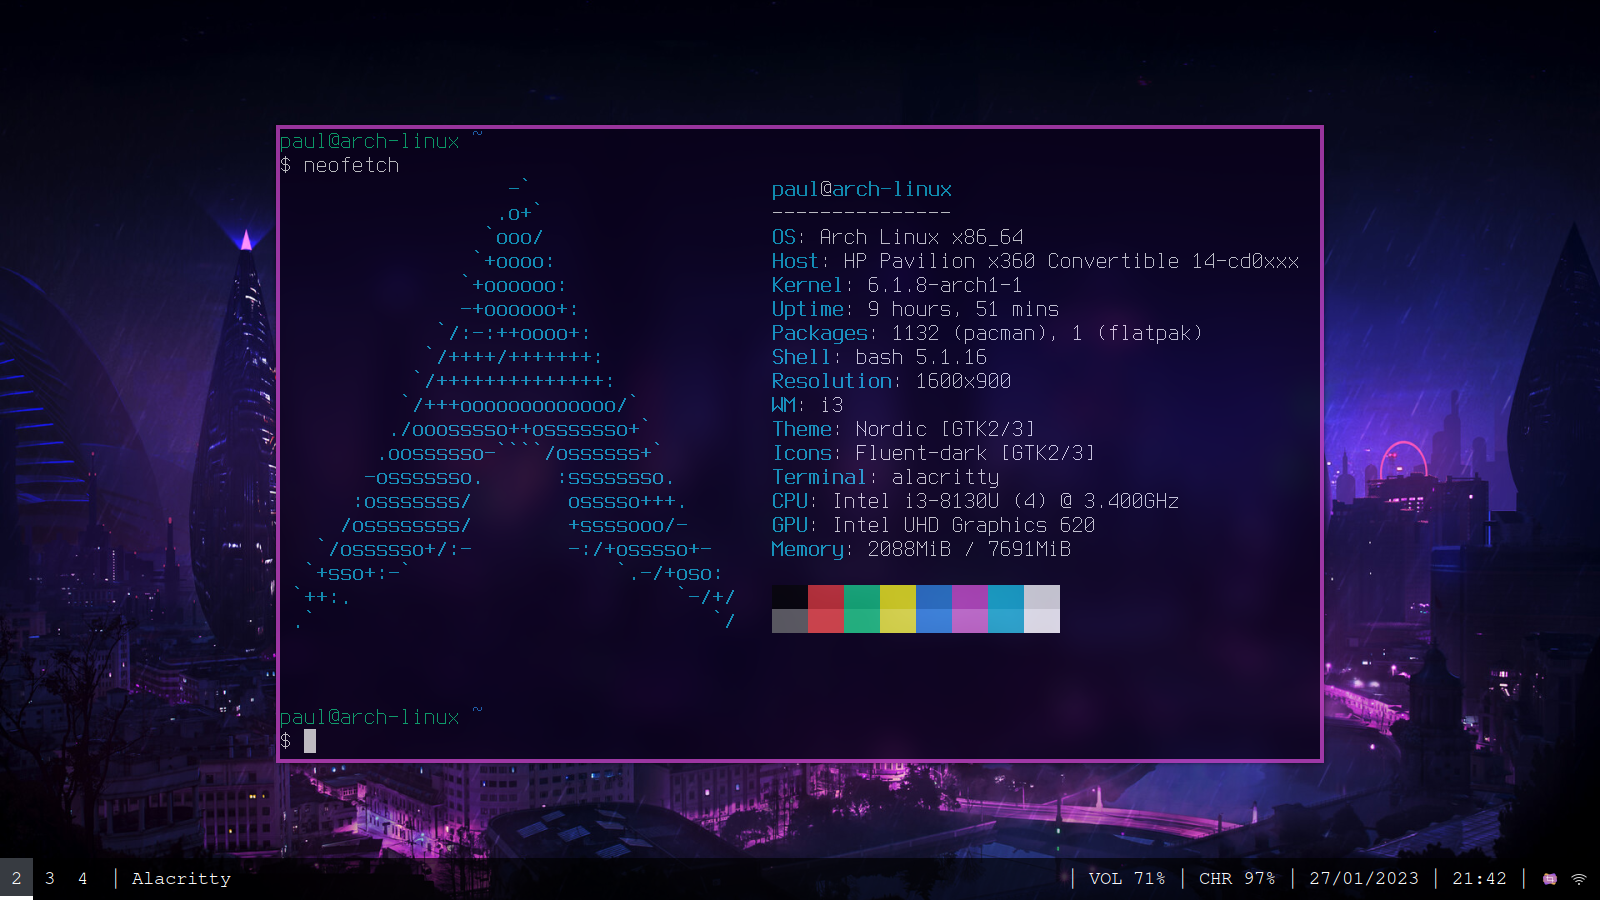 paul@arch-linux ~
$ neofetch
-`
.o+`
`ooo/
`+oooo:
`+oooooo:
-+oooooo+:
`/:-:++oooo+:
`/++++/+++++++:
`/++++++++++++++:
`/+++ooooooooooooo/`
./ooosssso++osssssso+`
.oossssso-````/ossssss+`
-osssssso.      :ssssssso.
:osssssss/        osssso+++.
/ossssssss/        +ssssooo/-
`/ossssso+/:-        -:/+osssso+-
`+sso+:-`                 `.-/+oso:
`++:.                           `-/+/
.`                                 `/
paul@arch-linux
---------------
OS: Arch Linux x86_64
Host: HP Pavilion x360 Convertible 14-cd0xxx
Kernel: 6.1.8-arch1-1
Uptime: 9 hours, 51 mins
Packages: 1132 (pacman), 1 (flatpak)
Shell: bash 5.1.16
Resolution: 1600x900
WM: i3
Theme: Nordic [GTK2/3]
Icons: Fluent-dark [GTK2/3]
Terminal: alacritty
CPU: Intel i3-8130U (4) @ 3.400GHz
GPU: Intel UHD Graphics 620
Memory: 2088MiB / 7691MiB
paul@arch-linux ~
$
2 3 4 | Alacritty | VOL 71% | CHR 97% | 27/01/2023 | 21:42 |